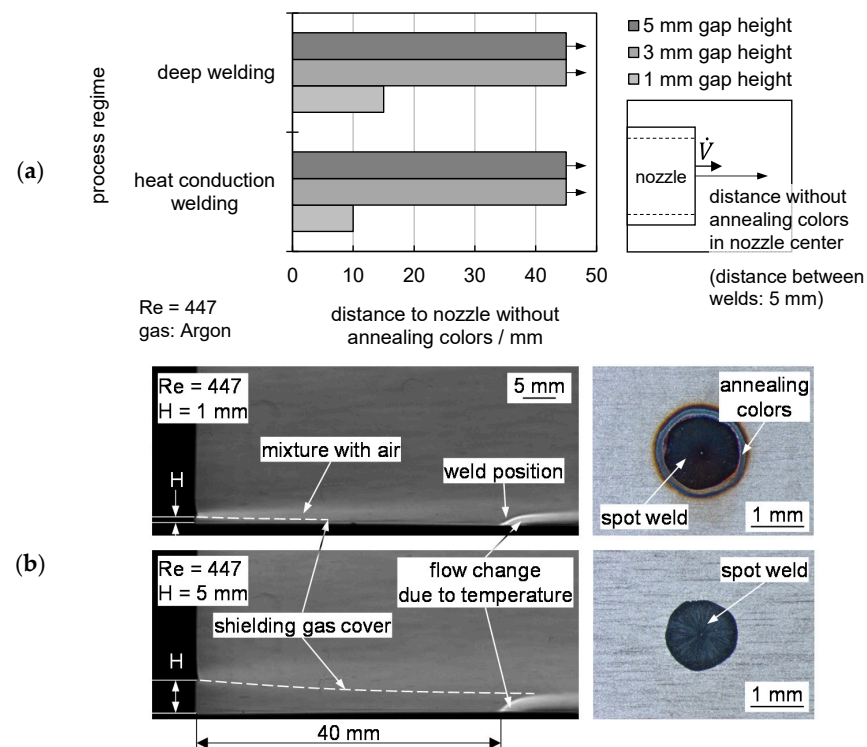 (a)
process regime
deep welding
heat conduction
welding
0
10
20
30
40
50
distance to nozzle without
annealing colors / mm
Re = 447
gas: Argon
5 mm gap height
3 mm gap height
1 mm gap height
V̇
nozzle
distance without
annealing colors
in nozzle center
(distance between
welds: 5 mm)
(b)
Re = 447
H = 1 mm
5 mm
mixture with air
weld position
H
annealing
colors
spot weld
1 mm
Re = 447
H = 5 mm
flow change
due to temperature
shielding gas cover
H
40 mm
spot weld
1 mm